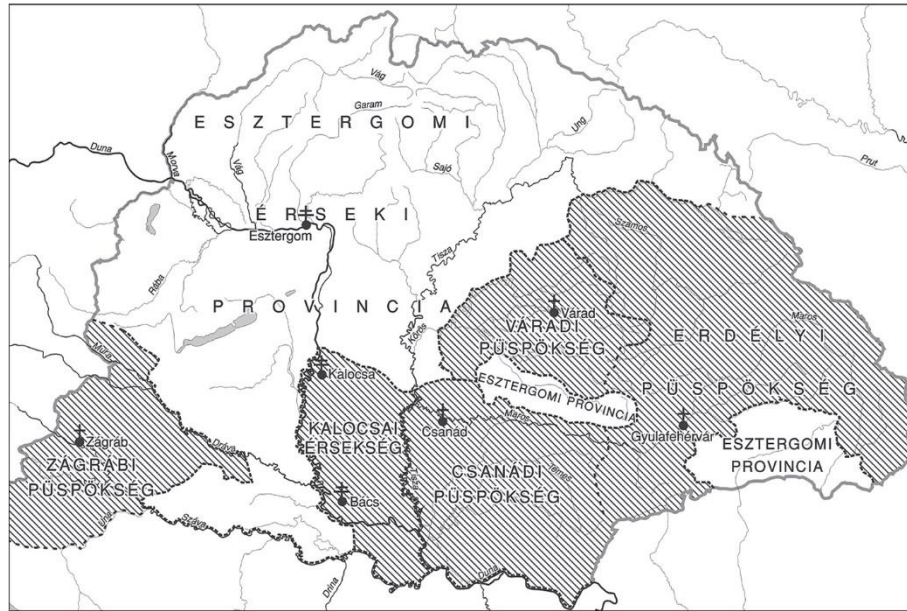 Vág
Garam
ESZTERGOMI
Ung
Duna
Morva
Vág
Sajó
Prut
ÉRSEKI
Esztergom
Szamos
Tisza
Rába
PROVINCIA
Várad
Maros
VÁRADI
PÜSPÖKSÉG
ERDÉLYI
Körös
Mura
Kalocsa
ESZTERGOMI
PROVINCIA
PÜSPÖKSÉG
Zágráb
KALOCSAI
ÉRSEKSÉG
Csanád
Maros
Gyulafehérvár
Dráva
ESZTERGOMI
PROVINCIA
ZÁGRÁBI
PÜSPÖKSÉG
CSANÁDI
PÜSPÖKSÉG
Temes
Tisza
Bács
Una
Száva
Duna
Drina